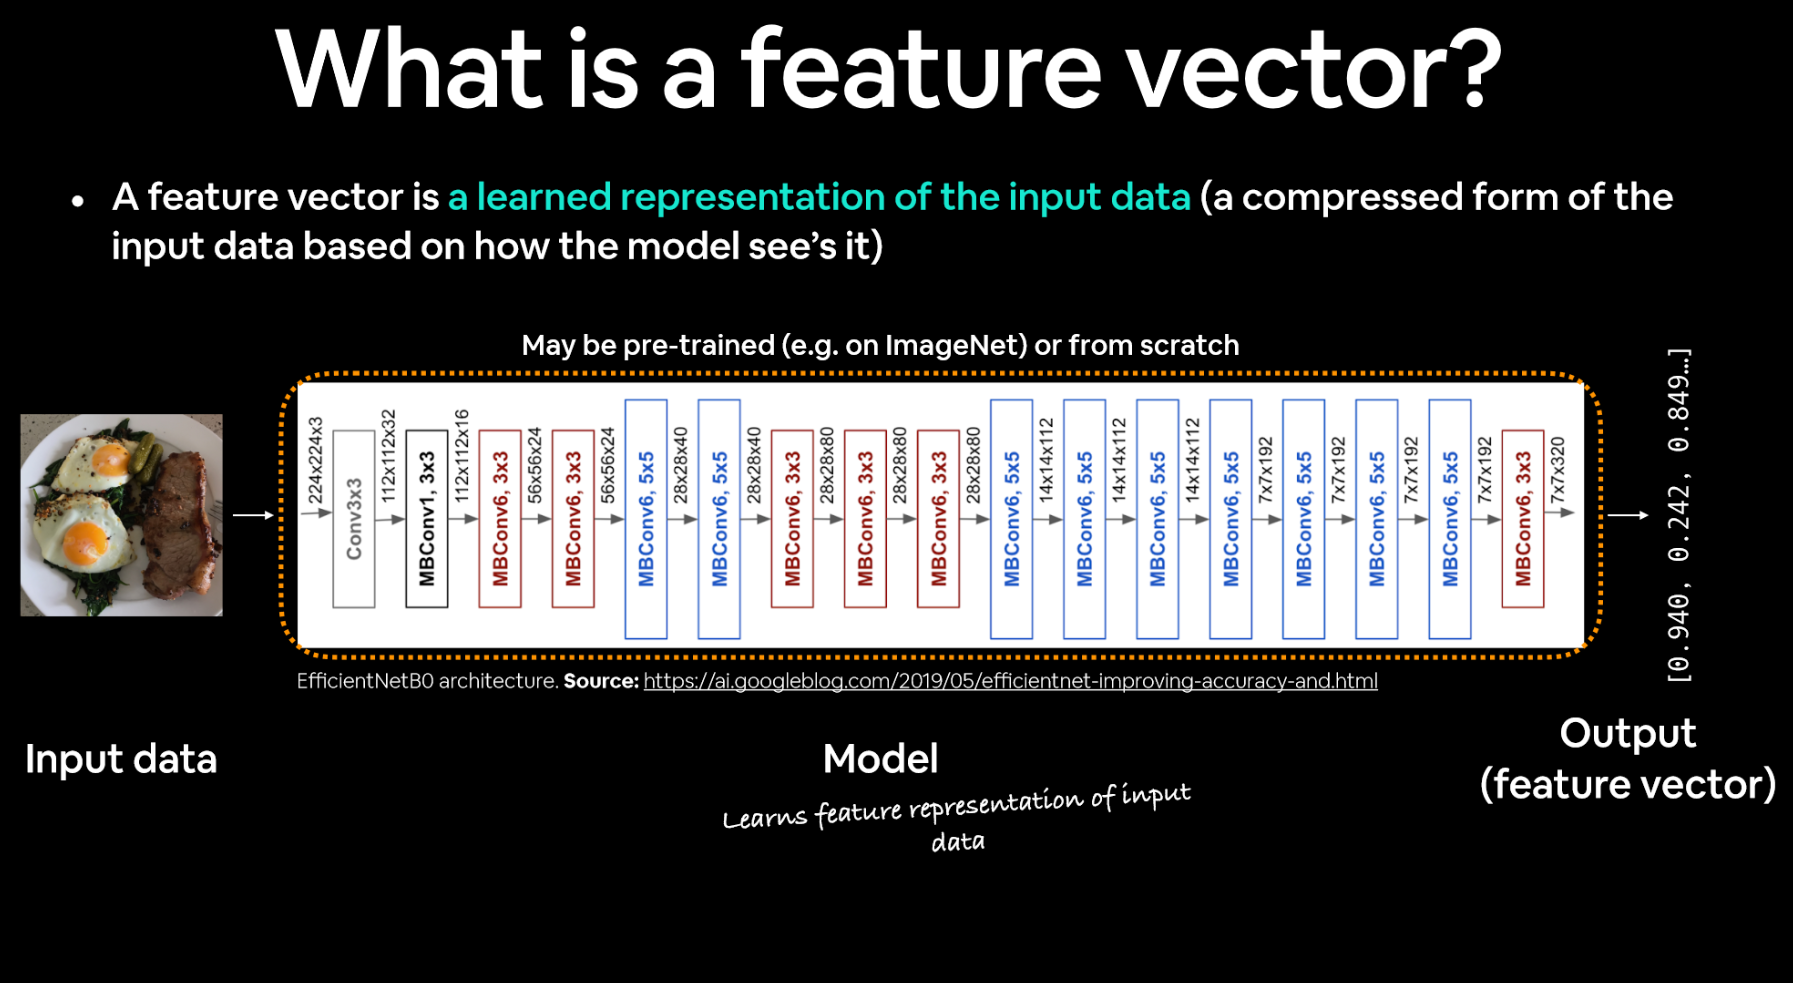 What is a feature vector?
• A feature vector is a learned representation of the input data (a compressed form of the
input data based on how the model see's it)
May be pre-trained (e.g. on ImageNet) or from scratch
224x224x3
Conv3x3
112x112x32
MBConv1, 3x3
112x112x16
MBConv6, 3x3
56x56x24
MBConv6, 3x3
56x56x24
MBConv6, 5x5
28x28x40
MBConv6, 5x5
28x28x40
MBConv6, 3x3
28x28x80
MBConv6, 3x3
28x28x80
MBConv6, 3x3
28x28x80
MBConv6, 5x5
14x14x112
MBConv6, 5x5
14x14x112
MBConv6, 5x5
14x14x112
MBConv6, 5x5
7x7x192
MBConv6, 5x5
7x7x192
MBConv6, 5x5
7x7x192
MBConv6, 5x5
7x7x192
MBConv6, 3x3
7x7x320
[0.940, 0.242, 0.849…]
EfficientNetB0 architecture. Source: https://ai.googleblog.com/2019/05/efficientnet-improving-accuracy-and.html
Input data
Model
Learns feature representation of input
data
Output
(feature vector)